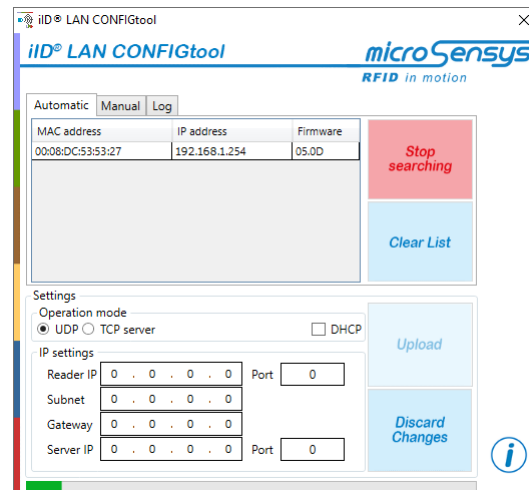 iID® LAN CONFIGtool
iID® LAN CONFIGtool
microSensys
RFID in motion
Automatic Manual Log
MAC address IP address Firmware
00:08:DC:53:53:27 192.168.1.254 05.0D
Stop
searching
Clear List
Settings
Operation mode
UDP TCP server DHCP
Upload
IP settings
Reader IP 0 . 0 . 0 . 0 Port 0
Subnet 0 . 0 . 0 . 0
Gateway 0 . 0 . 0 . 0
Server IP 0 . 0 . 0 . 0 Port 0
Discard
Changes
i